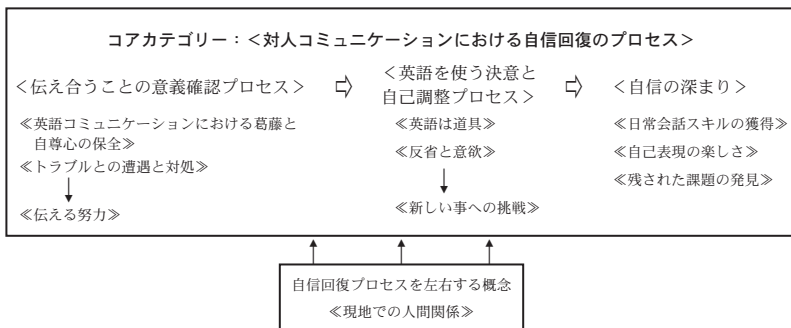 コアカテゴリー：＜対人コミュニケーションにおける自信回復のプロセス＞
＜伝え合うことの意義確認プロセス＞
≪英語コミュニケーションにおける葛藤と
自尊心の保全≫
≪トラブルとの遭遇と対処≫
≪伝える努力≫
＜英語を使う決意と
自己調整プロセス＞
≪英語は道具≫
≪反省と意欲≫
≪新しい事への挑戦≫
＜自信の深まり＞
≪日常会話スキルの獲得≫
≪自己表現の楽しさ≫
≪残された課題の発見≫
自信回復プロセスを左右する概念
≪現地での人間関係≫